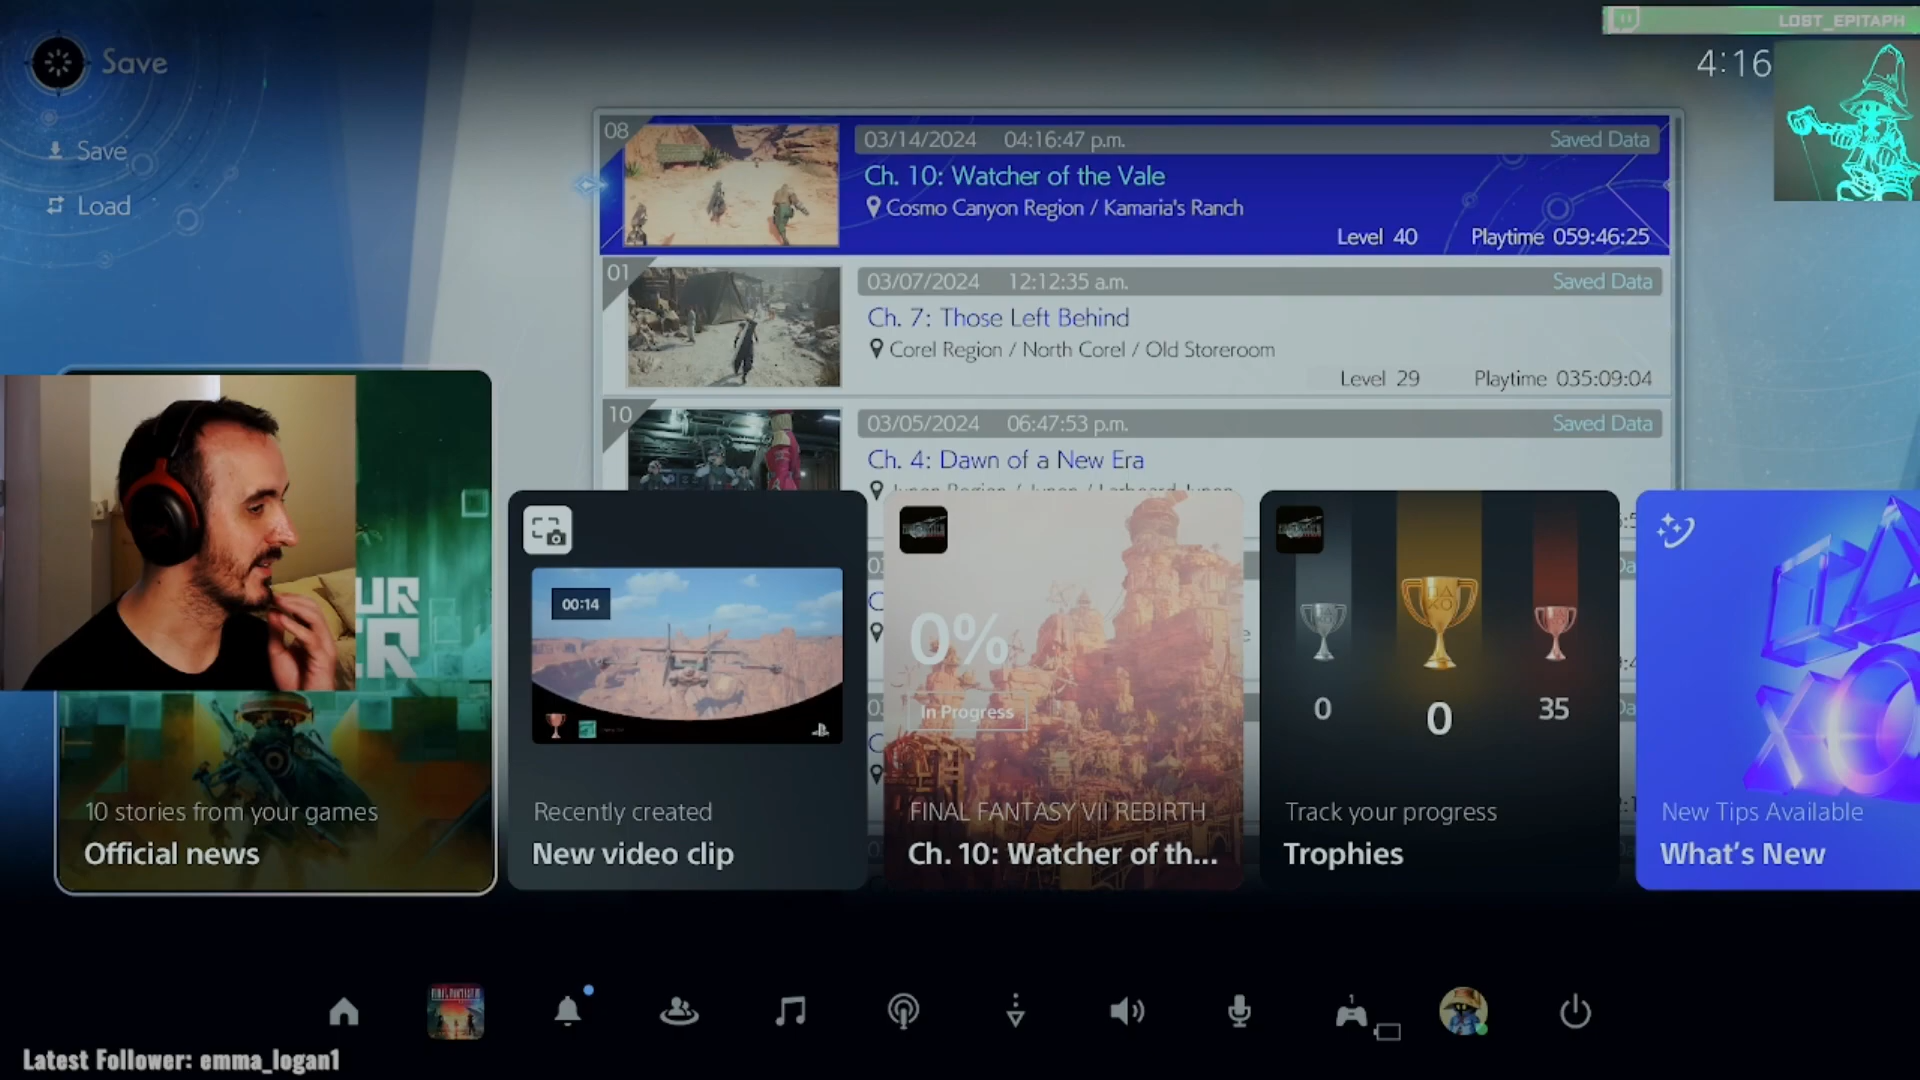 LOST_EPITAPH
4:16
Save
Save
Load
08
03/14/2024 04:16:47 p.m. Saved Data
Ch. 10: Watcher of the Vale
Cosmo Canyon Region / Kamaria's Ranch
Level 40 Playtime 059:46:25
01
03/07/2024 12:12:35 a.m. Saved Data
Ch. 7: Those Left Behind
Corel Region / North Corel / Old Storeroom
Level 29 Playtime 035:09:04
10
03/05/2024 06:47:53 p.m. Saved Data
Ch. 4: Dawn of a New Era
10 stories from your games
Official news
00:14
Recently created
New video clip
0%
In Progress
FINAL FANTASY VII REBIRTH
Ch. 10: Watcher of th...
0
0
35
Track your progress
Trophies
New Tips Available
What's New
1
Latest Follower: emma_logan1